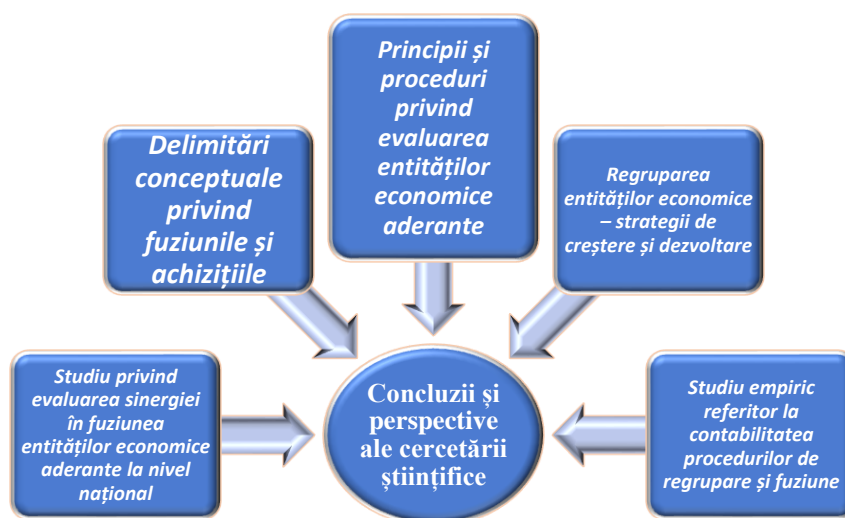 Principii și
proceduri
privind
evaluarea
entităților
economice
aderante
Delimitări
conceptuale
privind
fuziunile și
achizițiile
Regruparea
entităților economice
– strategii de
creștere și dezvoltare
Studiu privind
evaluarea sinergiei
în fuziunea
entităților economice
aderante la nivel
național
Concluzii și
perspective
ale cercetării
științifice
Studiu empiric
referitor la
contabilitatea
procedurilor de
regrupare și fuziune